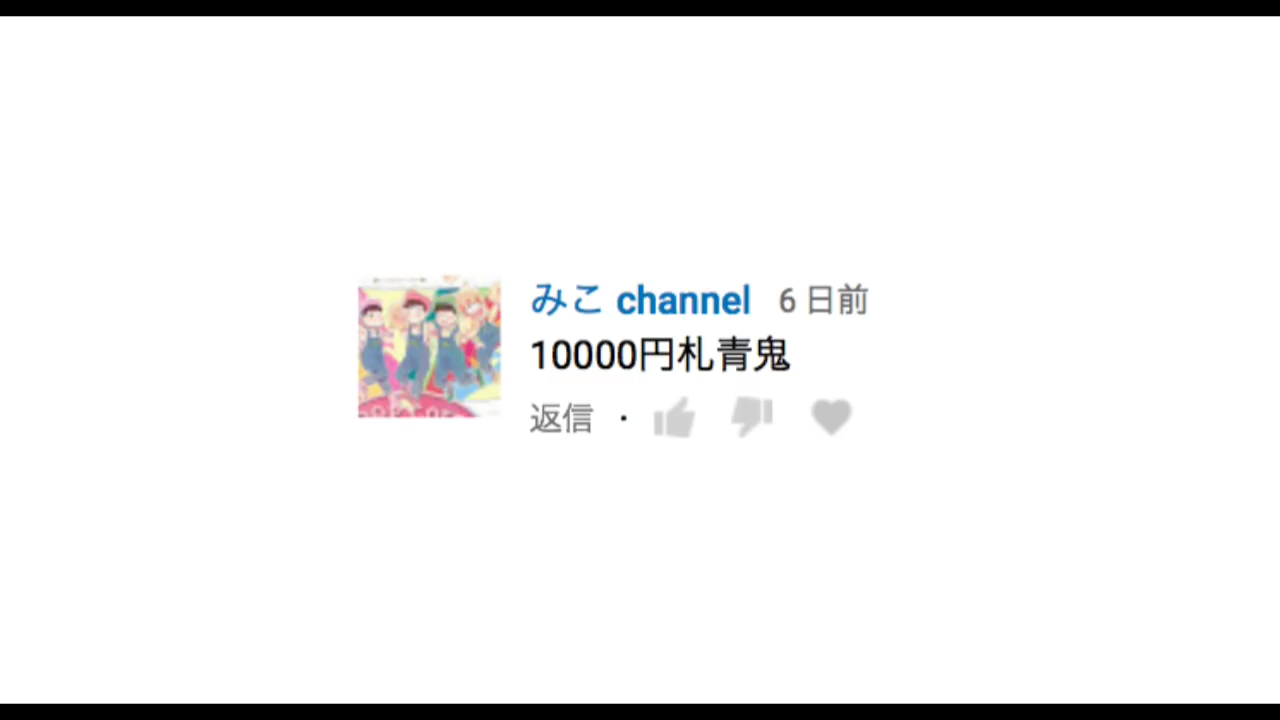 みこ channel 6 日前
10000円札青鬼
返信 ・